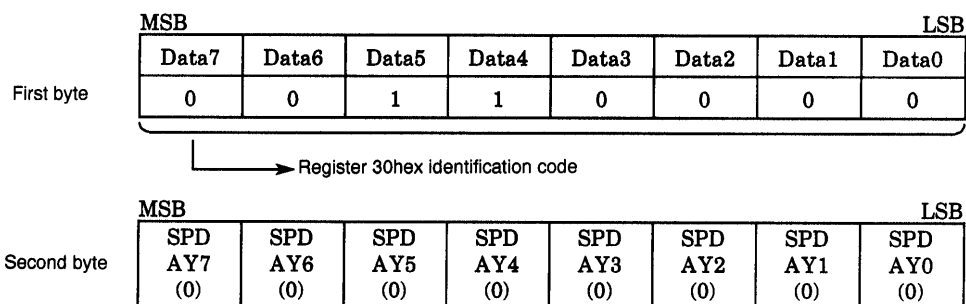 MSB LSB
Data7 Data6 Data5 Data4 Data3 Data2 Data1 Data0
First byte 0 0 1 1 0 0 0 0
Register 30hex identification code
MSB LSB
SPD SPD SPD SPD SPD SPD SPD SPD
Second byte AY7 AY6 AY5 AY4 AY3 AY2 AY1 AY0
(0) (0) (0) (0) (0) (0) (0) (0)